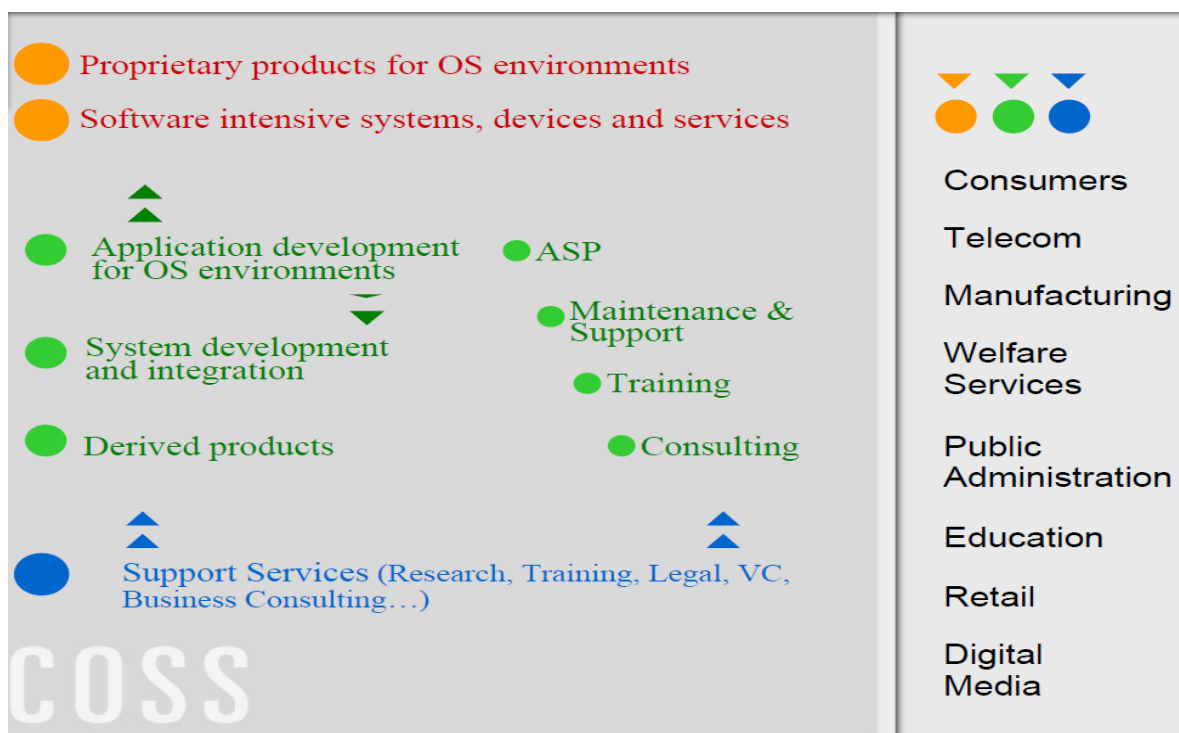 Proprietary products for OS environments
Software intensive systems, devices and services
Application development
for OS environments
ASP
Maintenance &
Support
System development
and integration
Training
Derived products
Consulting
Support Services (Research, Training, Legal, VC,
Business Consulting…)
COSS
Consumers
Telecom
Manufacturing
Welfare
Services
Public
Administration
Education
Retail
Digital
Media